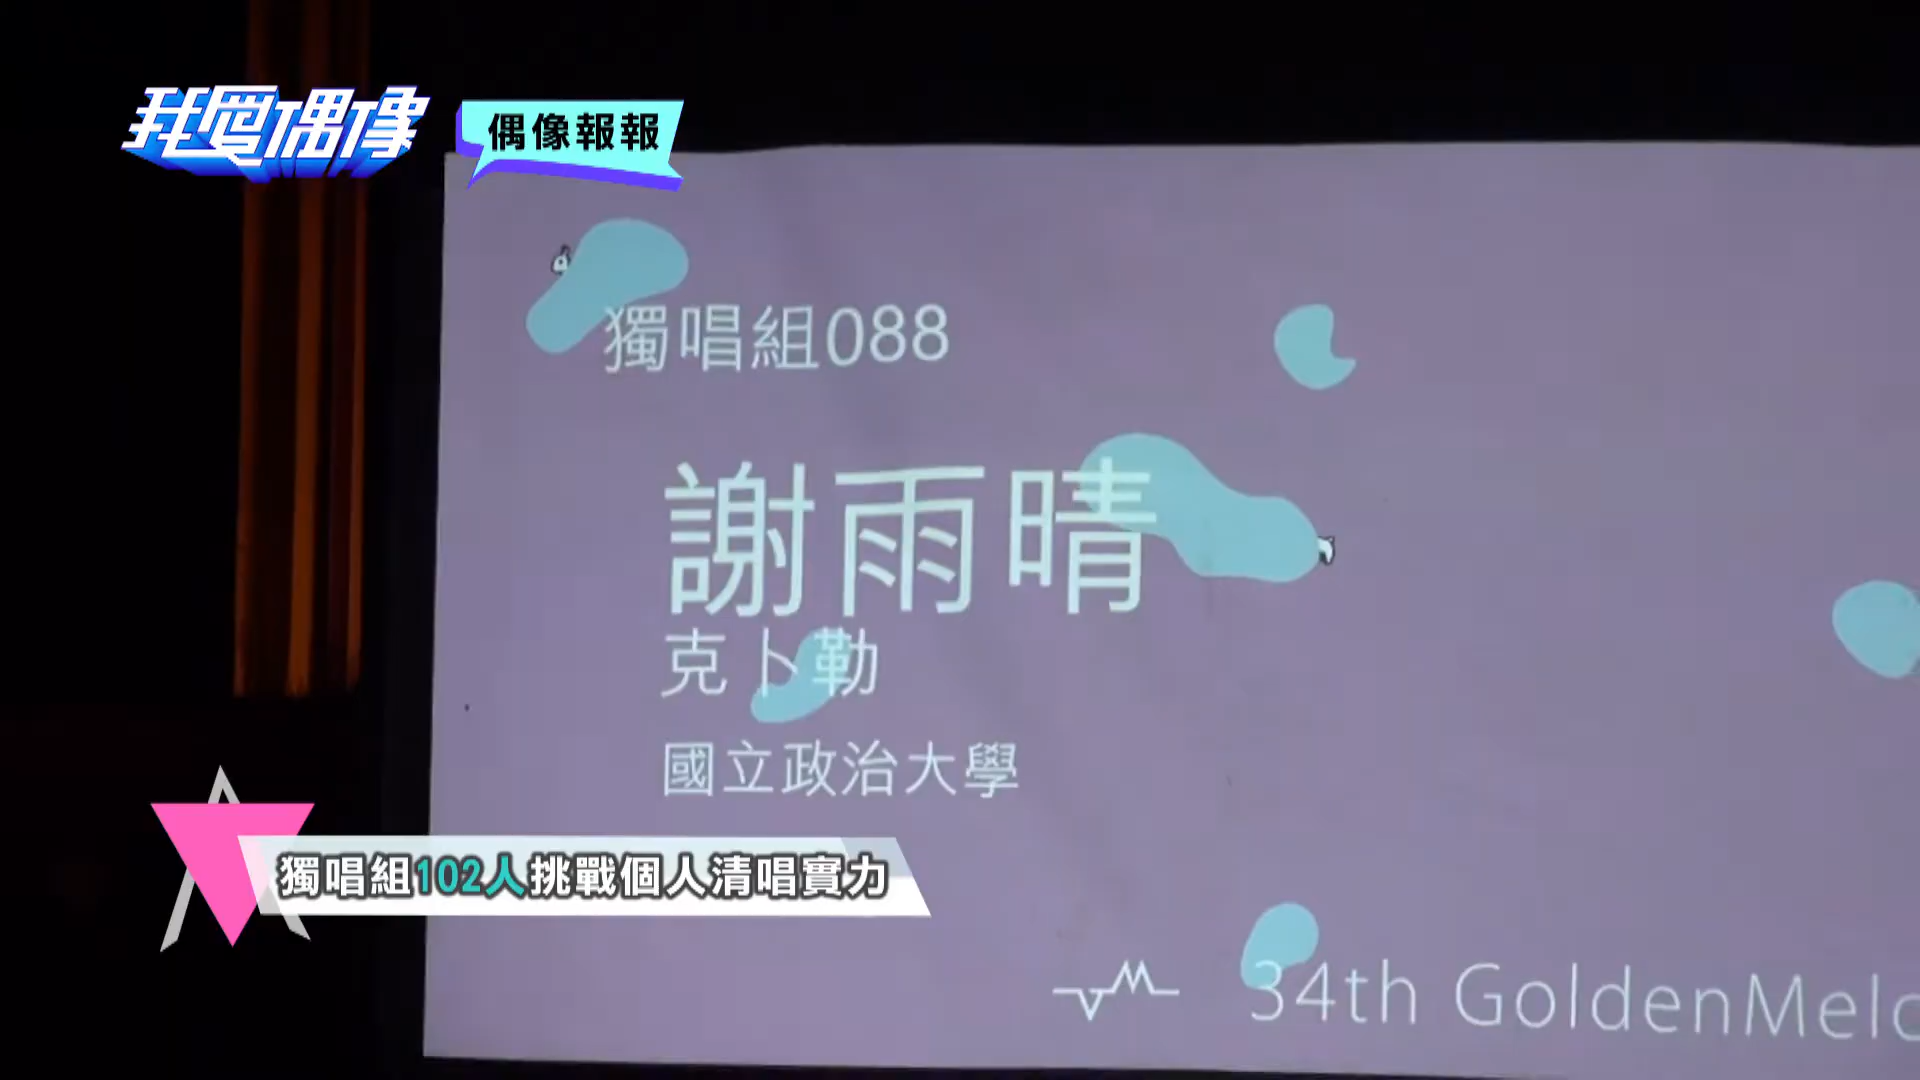 我愛偶像
偶像報報
獨唱組088
謝雨晴
克卜勒
國立政治大學
獨唱組102人挑戰個人清唱實力
34th GoldenMelo